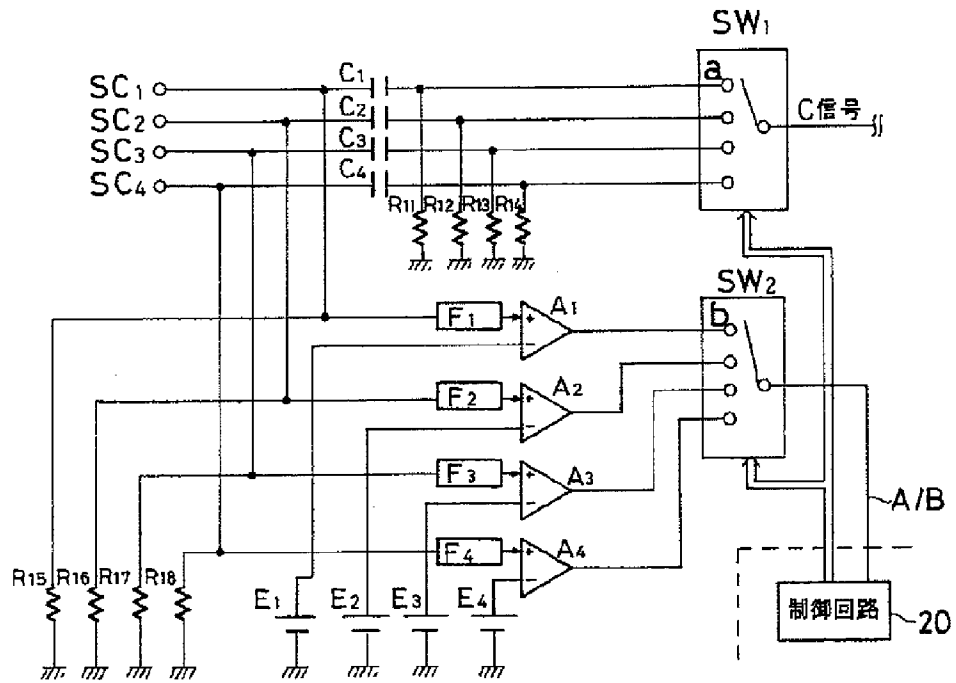 SW1
SC1
C1
a
SC2
C2
C信号
SC3
C3
SC4
C4
R11
R12
R13
R14
SW2
F1
+
−
A1
b
F2
+
−
A2
F3
+
−
A3
A/B
F4
+
−
A4
R15
R16
R17
R18
E1
E2
E3
E4
制御回路
20